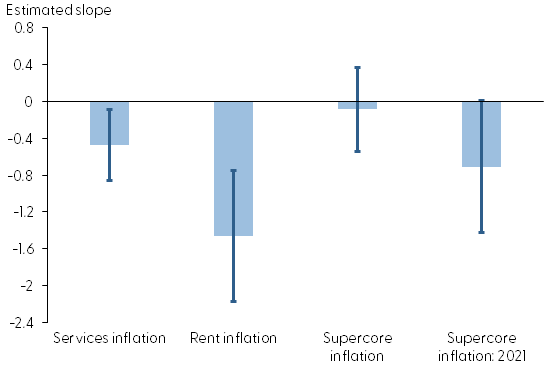 Estimated slope
0.8
0.4
0
-0.4
-0.8
-1.2
-1.6
-2
-2.4
Services inflation
Rent inflation
Supercore
inflation
Supercore
inflation: 2021